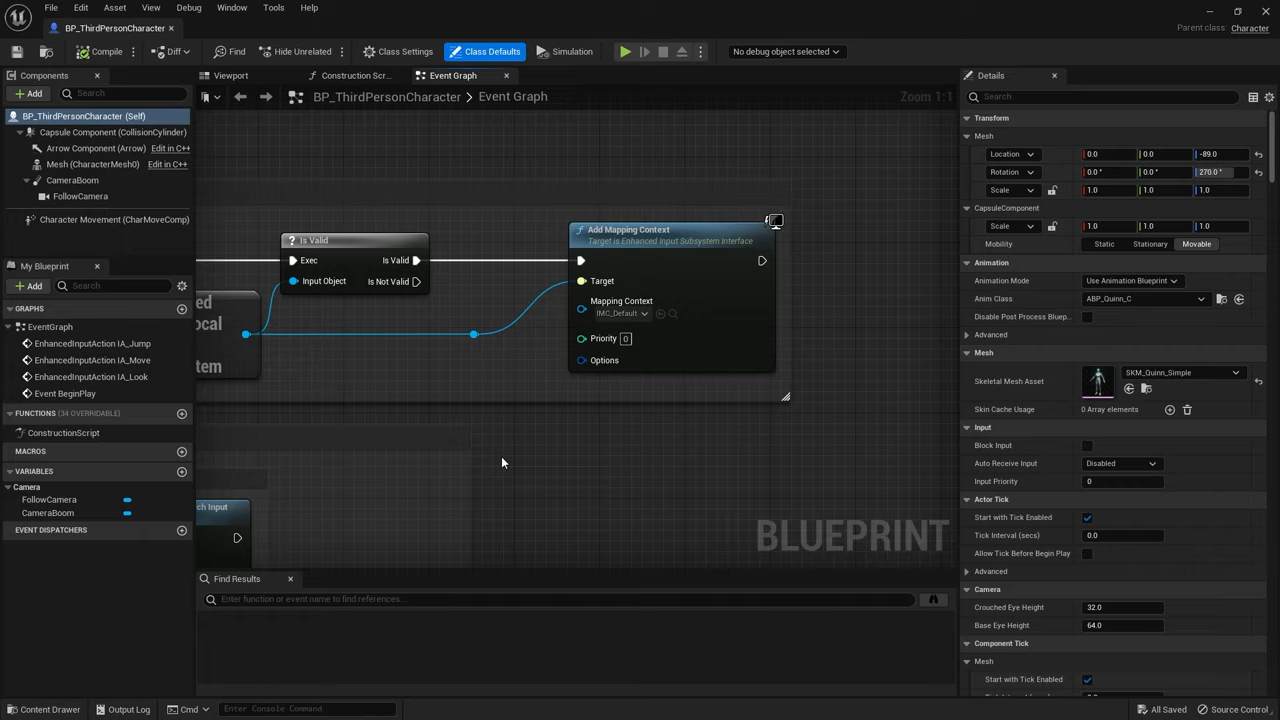 File Edit Asset View Debug Window Tools Help
BP_ThirdPersonCharacter
Parent class: Character
Compile Diff Find Hide Unrelated Class Settings Class Defaults Simulation No debug object selected
Components
Add Search
BP_ThirdPersonCharacter (Self)
Capsule Component (CollisionCylinder)
Arrow Component (Arrow) Edit in C++
Mesh (CharacterMesh0) Edit in C++
CameraBoom
FollowCamera
Character Movement (CharMoveComp)
My Blueprint
Add Search
GRAPHS
EventGraph
EnhancedInputAction IA_Jump
EnhancedInputAction IA_Move
EnhancedInputAction IA_Look
Event BeginPlay
FUNCTIONS (34 OVERRIDABLE)
ConstructionScript
MACROS
VARIABLES
Camera
FollowCamera
CameraBoom
EVENT DISPATCHERS
Viewport Construction Scr... Event Graph
BP_ThirdPersonCharacter > Event Graph Zoom 1:1
? Is Valid
Exec Is Valid
Input Object Is Not Valid
ed
ocal
tem
f Add Mapping Context
Target is Enhanced Input Subsystem Interface
Target
Mapping Context
IMC_Default
Priority 0
Options
ch Input
BLUEPRINT
Find Results
Enter function or event name to find references...
Details
Search
Transform
Mesh
Location 0.0 0.0 -89.0
Rotation 0.0 ° 0.0 ° 270.0 °
Scale 1.0 1.0 1.0
CapsuleComponent
Scale 1.0 1.0 1.0
Mobility Static Stationary Movable
Animation
Animation Mode Use Animation Blueprint
Anim Class ABP_Quinn_C
Disable Post Process Bluep...
Advanced
Mesh
Skeletal Mesh Asset SKM_Quinn_Simple
Skin Cache Usage 0 Array elements
Input
Block Input
Auto Receive Input Disabled
Input Priority 0
Actor Tick
Start with Tick Enabled
Tick Interval (secs) 0.0
Allow Tick Before Begin Play
Advanced
Camera
Crouched Eye Height 32.0
Base Eye Height 64.0
Component Tick
Mesh
Start with Tick Enabled
Content Drawer Output Log Cmd Enter Console Command All Saved Source Control